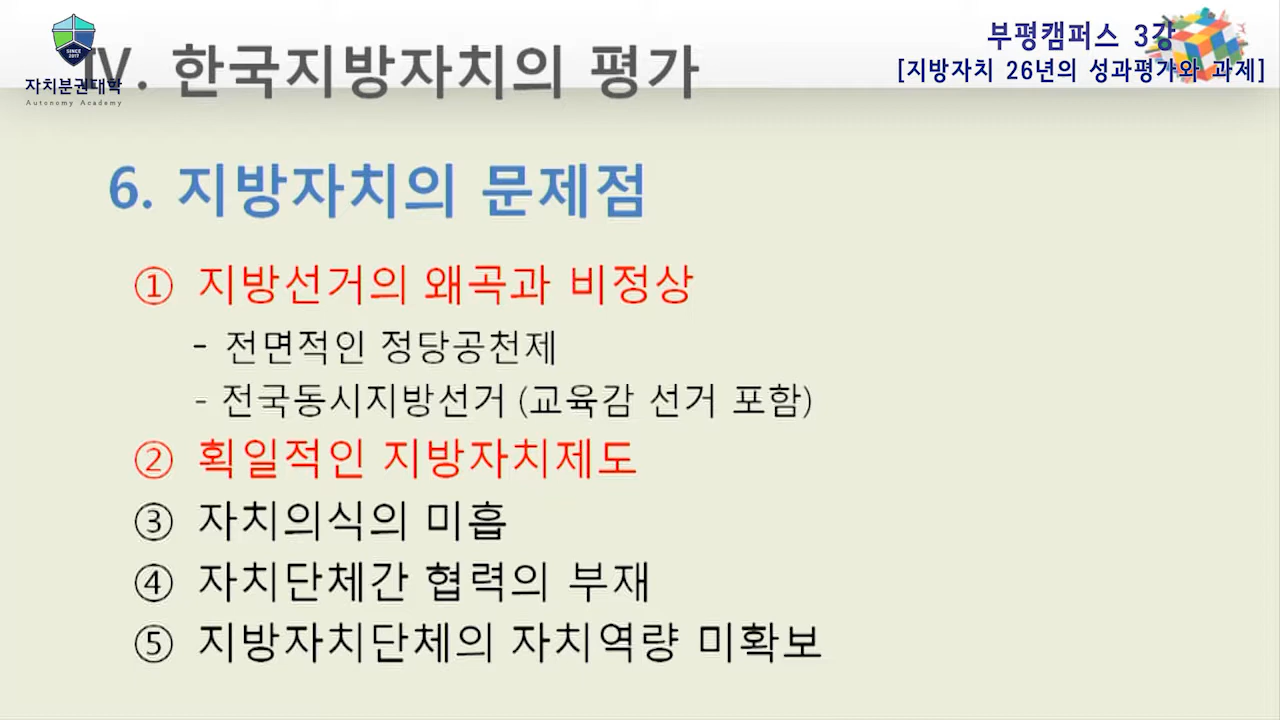 부평캠퍼스 3강
[지방자치 26년의 성과평가와 과제]
SINCE
2017
자치분권대학
Autonomy Academy
Ⅳ. 한국지방자치의 평가
6. 지방자치의 문제점
① 지방선거의 왜곡과 비정상
- 전면적인 정당공천제
- 전국동시지방선거 (교육감 선거 포함)
② 획일적인 지방자치제도
③ 자치의식의 미흡
④ 자치단체간 협력의 부재
⑤ 지방자치단체의 자치역량 미확보